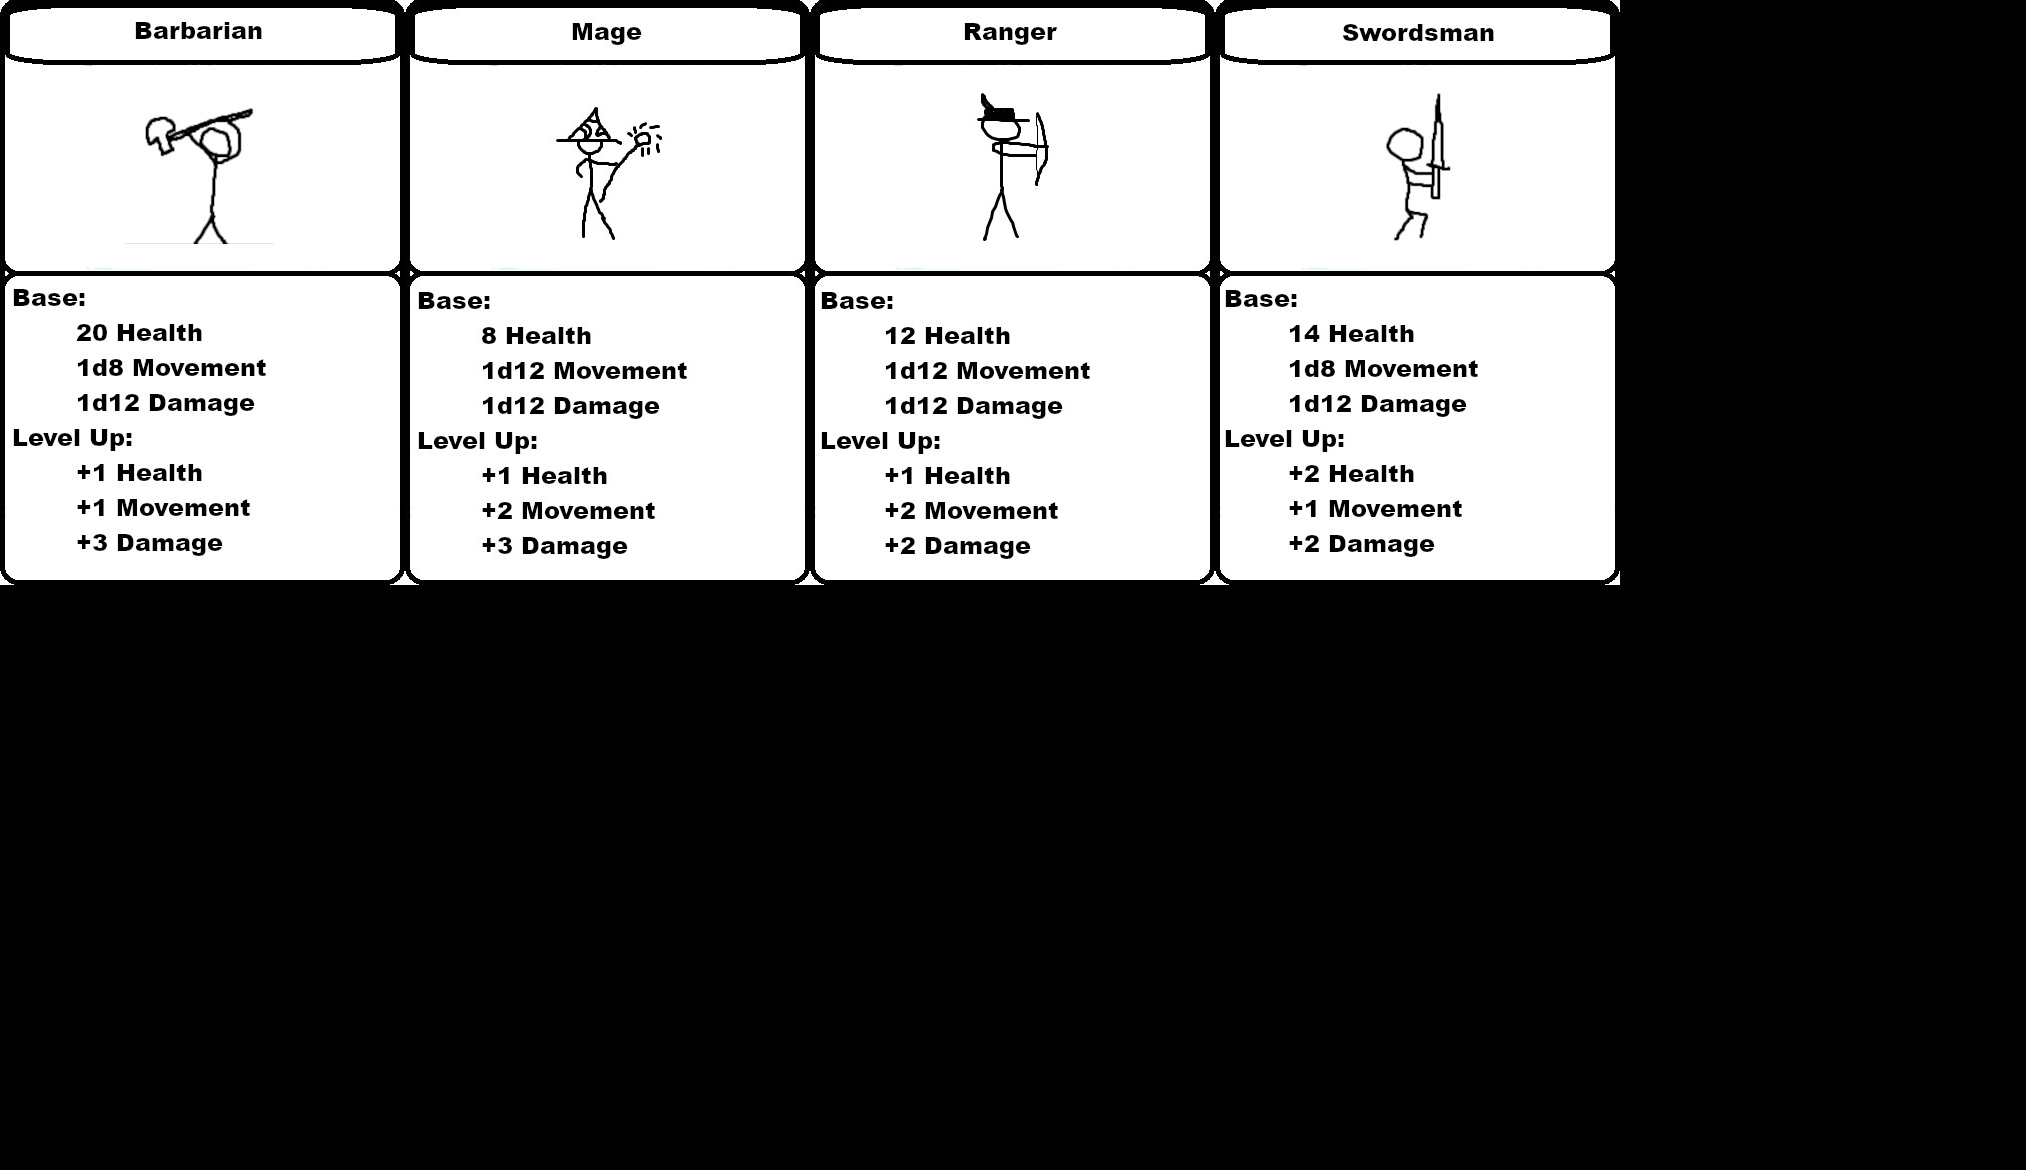 Barbarian
Base:
20 Health
1d8 Movement
1d12 Damage
Level Up:
+1 Health
+1 Movement
+3 Damage
Mage
Base:
8 Health
1d12 Movement
1d12 Damage
Level Up:
+1 Health
+2 Movement
+3 Damage
Ranger
Base:
12 Health
1d12 Movement
1d12 Damage
Level Up:
+1 Health
+2 Movement
+2 Damage
Swordsman
Base:
14 Health
1d8 Movement
1d12 Damage
Level Up:
+2 Health
+1 Movement
+2 Damage